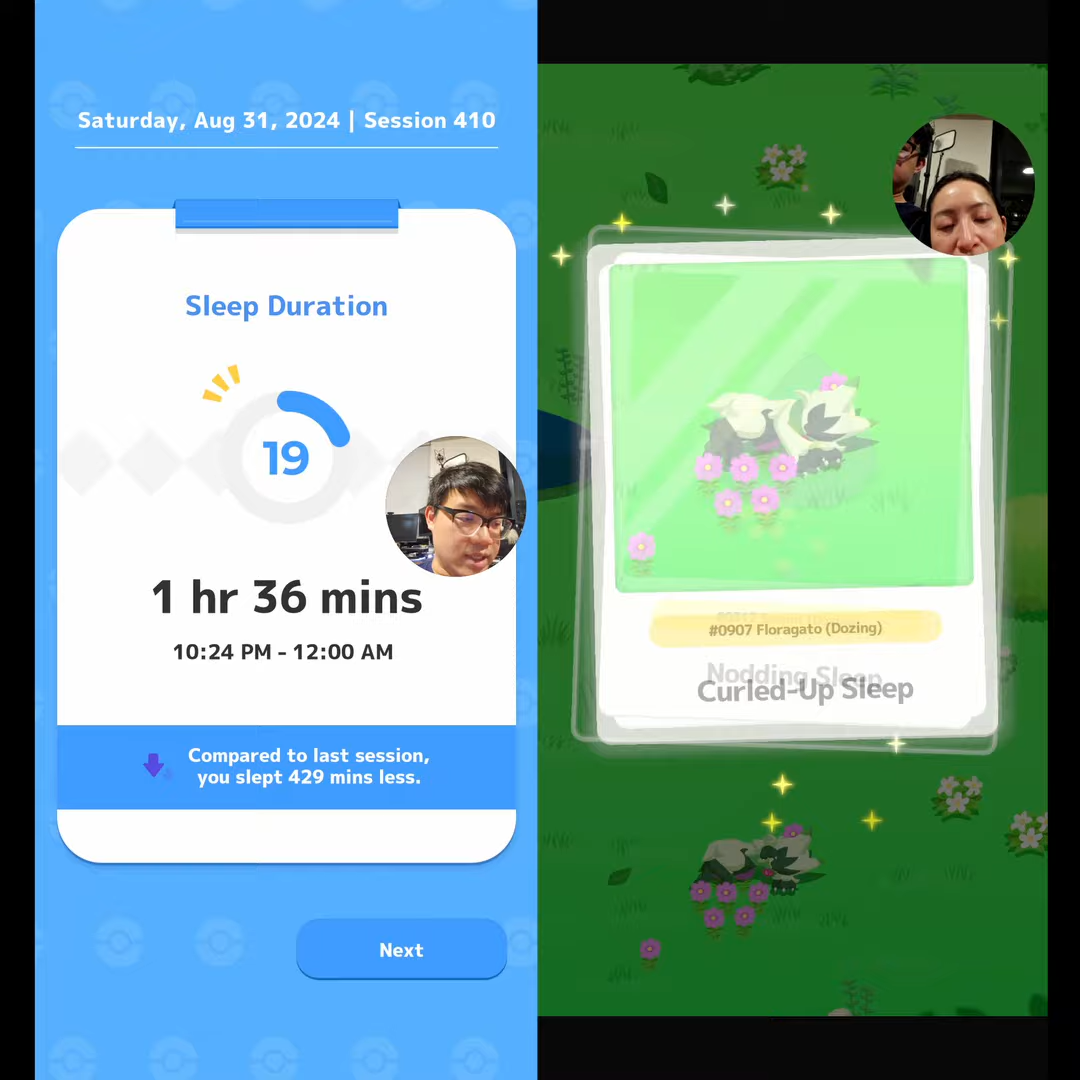 Saturday, Aug 31, 2024 | Session 410
Sleep Duration
19
1 hr 36 mins
10:24 PM - 12:00 AM
Compared to last session,
you slept 429 mins less.
Next
#0907 Floragato (Dozing)
Nodding Sleep
Curled-Up Sleep